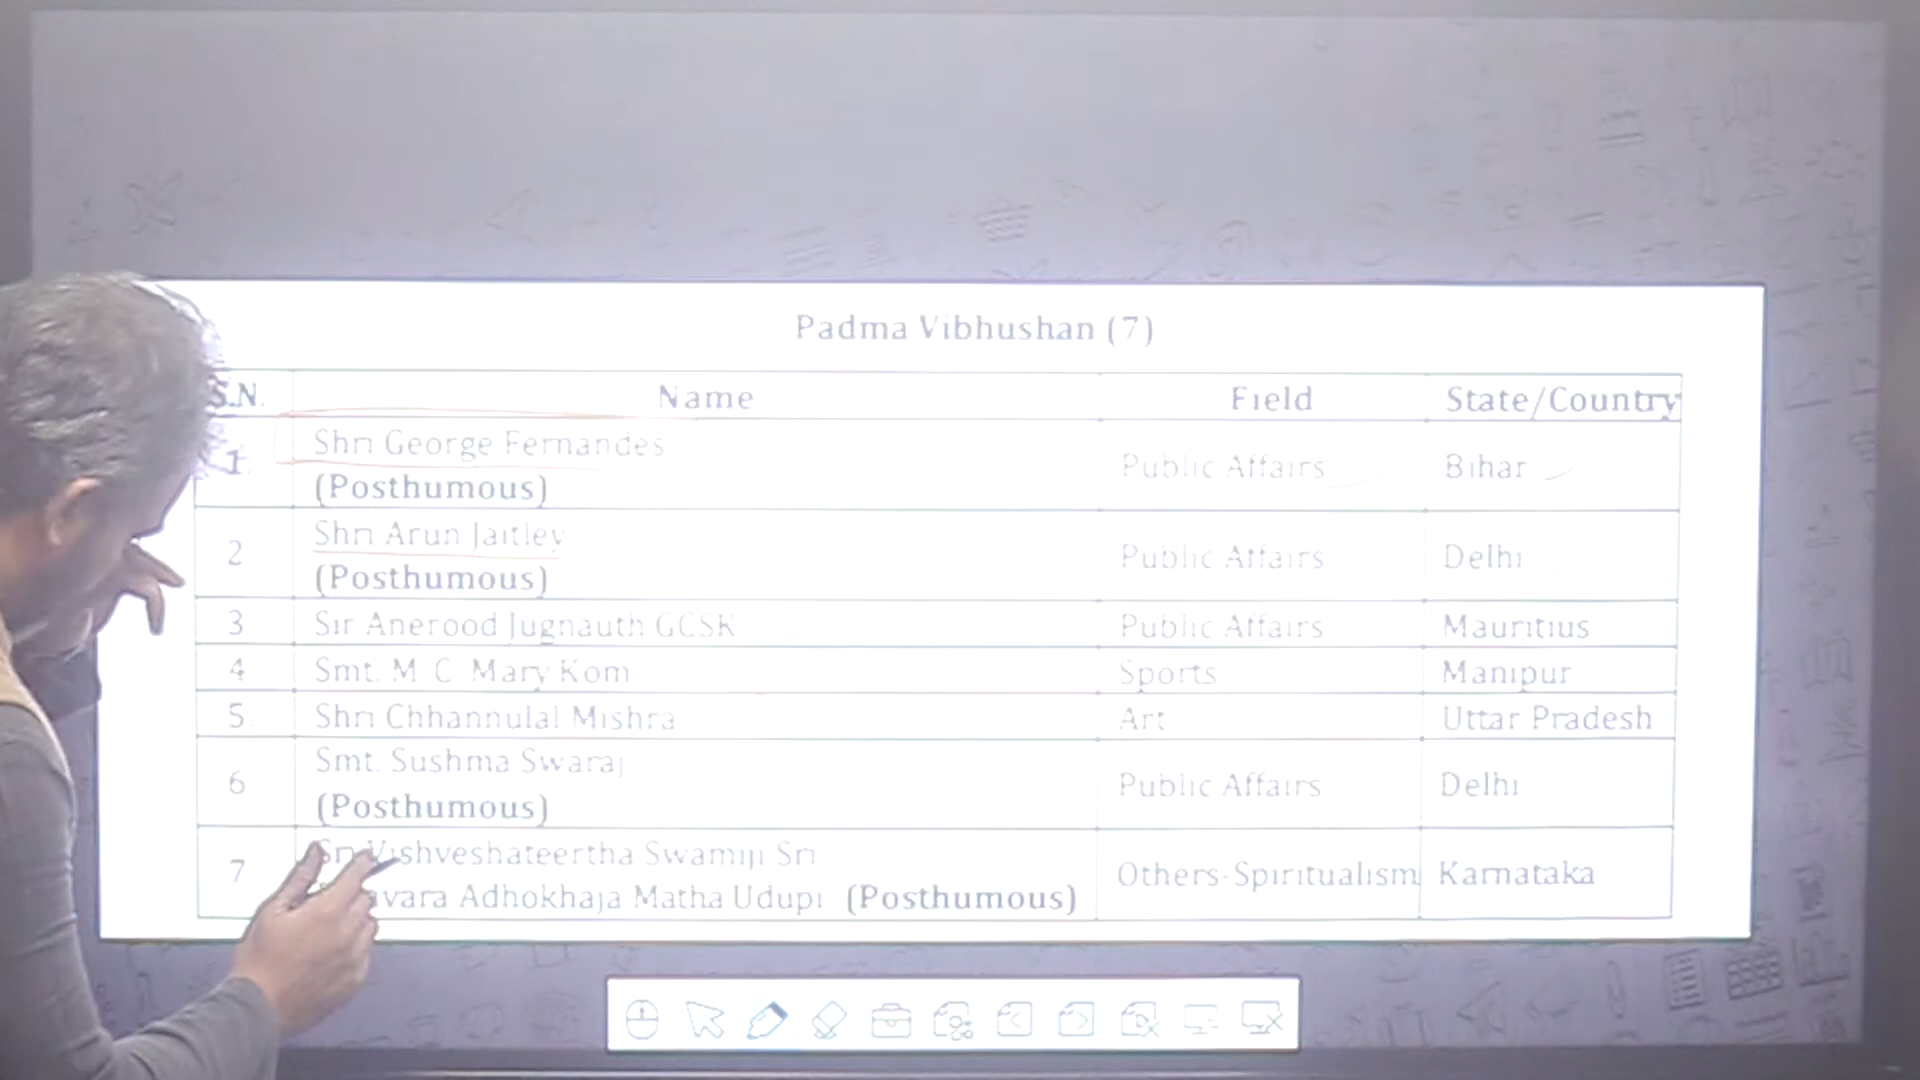 Padma Vibhushan (7)
S.N. Name Field State/Country
1. Shri George Fernandes
(Posthumous) Public Affairs Bihar
2 Shri Arun Jaitley
(Posthumous) Public Affairs Delhi
3 Sir Anerood Jugnauth GCSK Public Affairs Mauritius
4 Smt. M. C. Mary Kom Sports Manipur
5. Shri Chhannulal Mishra Art Uttar Pradesh
6 Smt. Sushma Swaraj
(Posthumous) Public Affairs Delhi
7 Sri Vishveshateertha Swamiji Sri
Adhokhaja Matha Udupi (Posthumous) Others-Spiritualism Karnataka